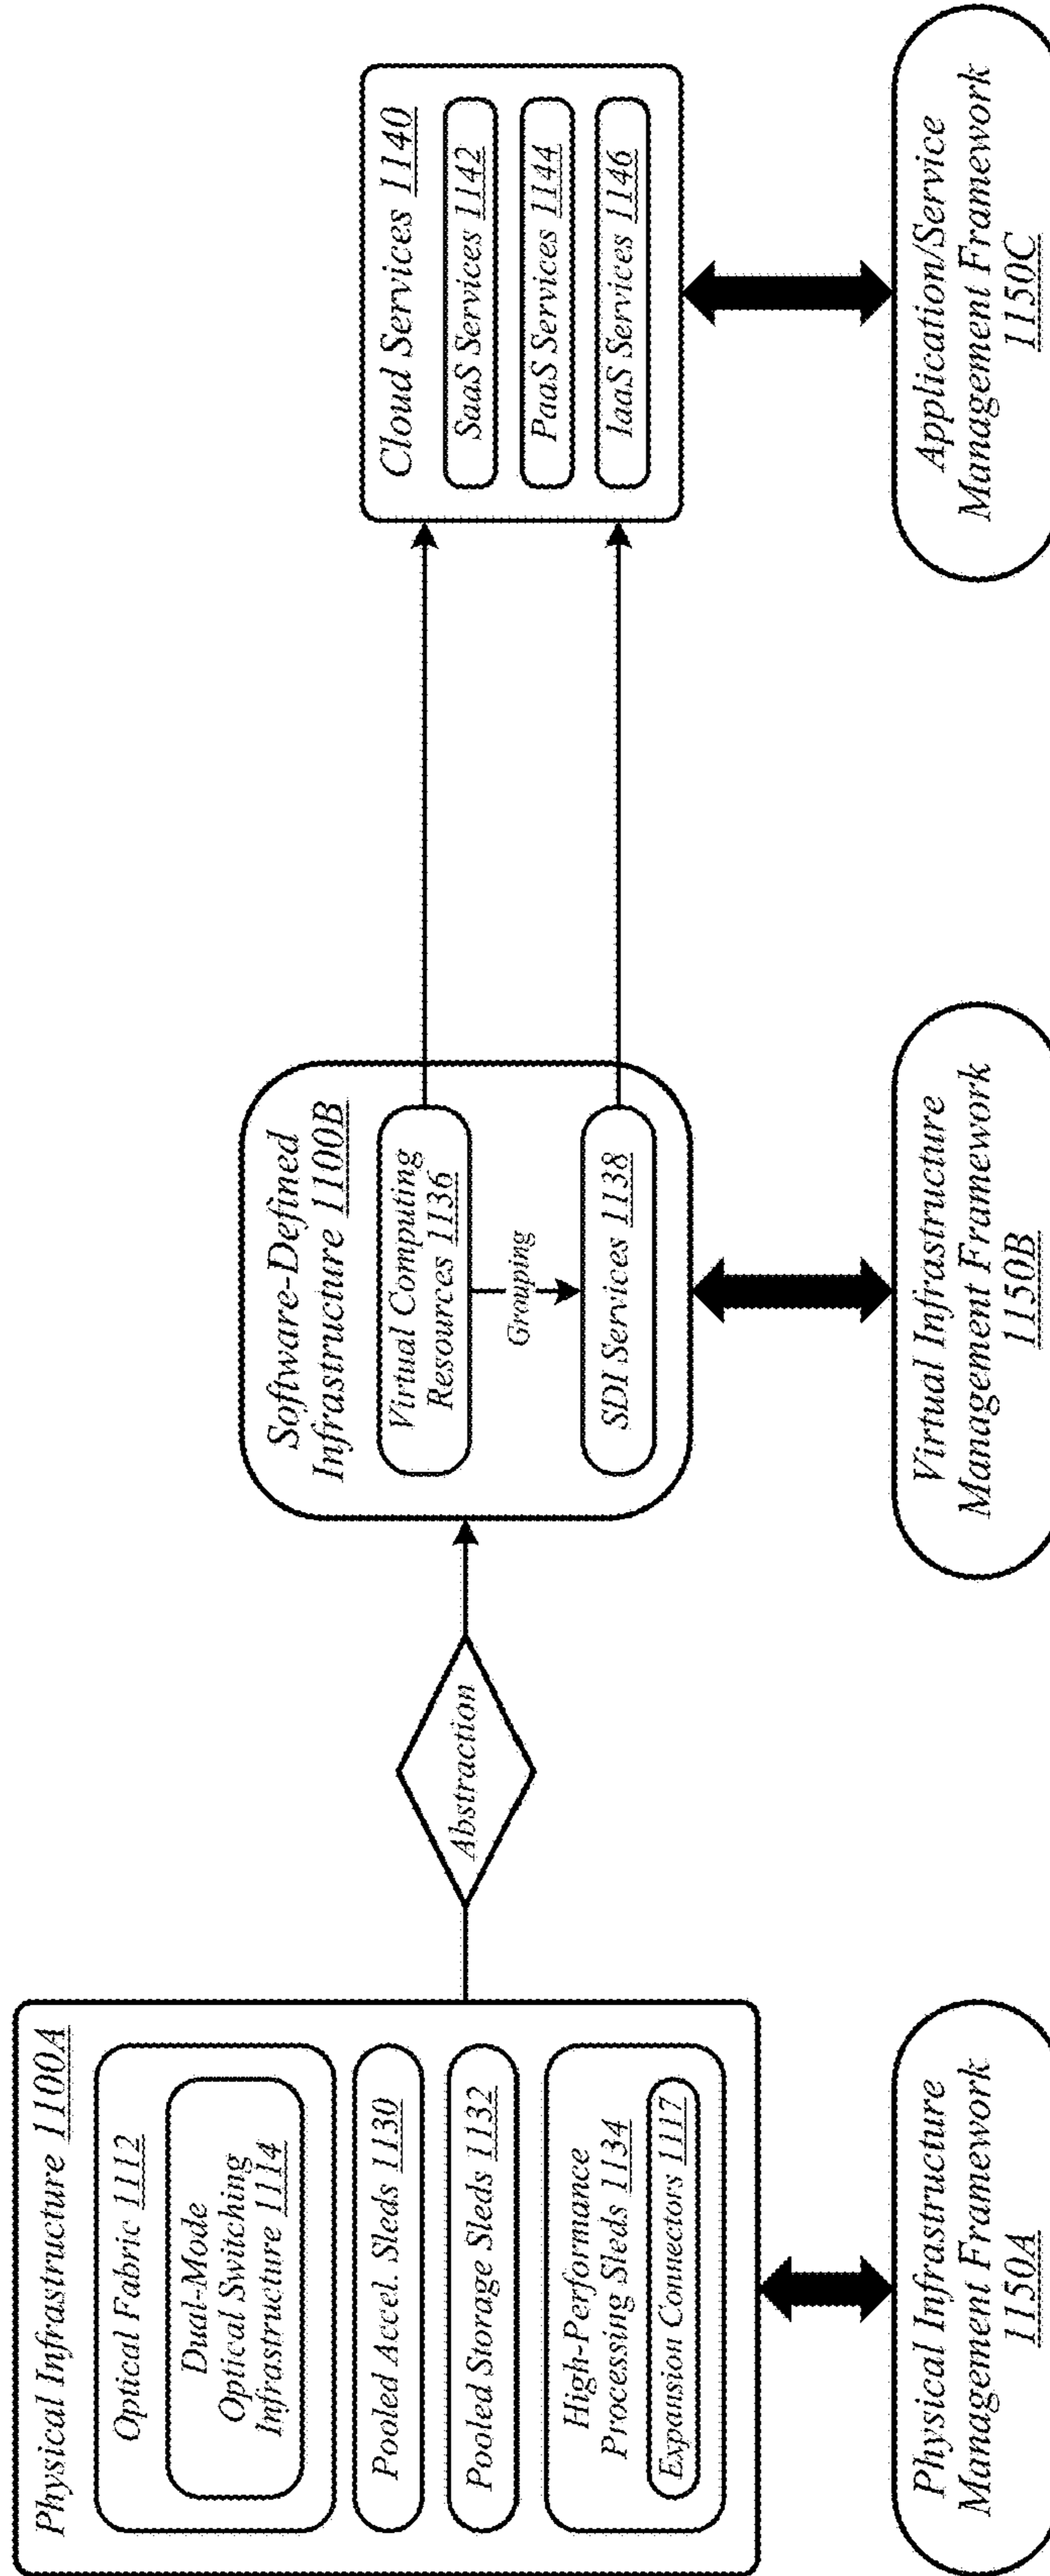 Physical Infrastructure 1100A
Optical Fabric 1112
Dual-Mode
Optical Switching
Infrastructure 1114
Pooled Accel. Sleds 1130
Pooled Storage Sleds 1132
High-Performance
Processing Sleds 1134
Expansion Connectors 1117
Physical Infrastructure
Management Framework
1150A
Abstraction
Software-Defined
Infrastructure 1100B
Virtual Computing
Resources 1136
Grouping
SDI Services 1138
Virtual Infrastructure
Management Framework
1150B
Cloud Services 1140
SaaS Services 1142
PaaS Services 1144
IaaS Services 1146
Application/Service
Management Framework
1150C